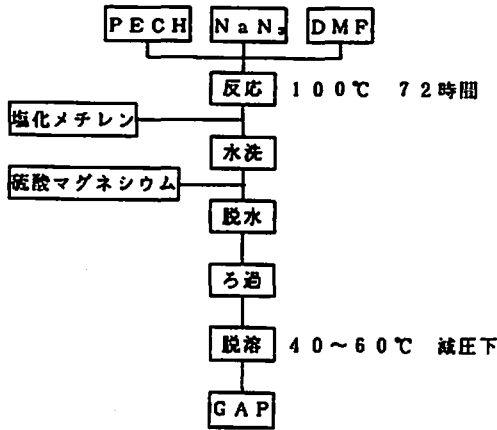 PECH NaN₃ DMF
反応 100℃ 72時間
塩化メチレン
水洗
硫酸マグネシウム
脱水
ろ過
脱溶 40~60℃ 減圧下
GAP